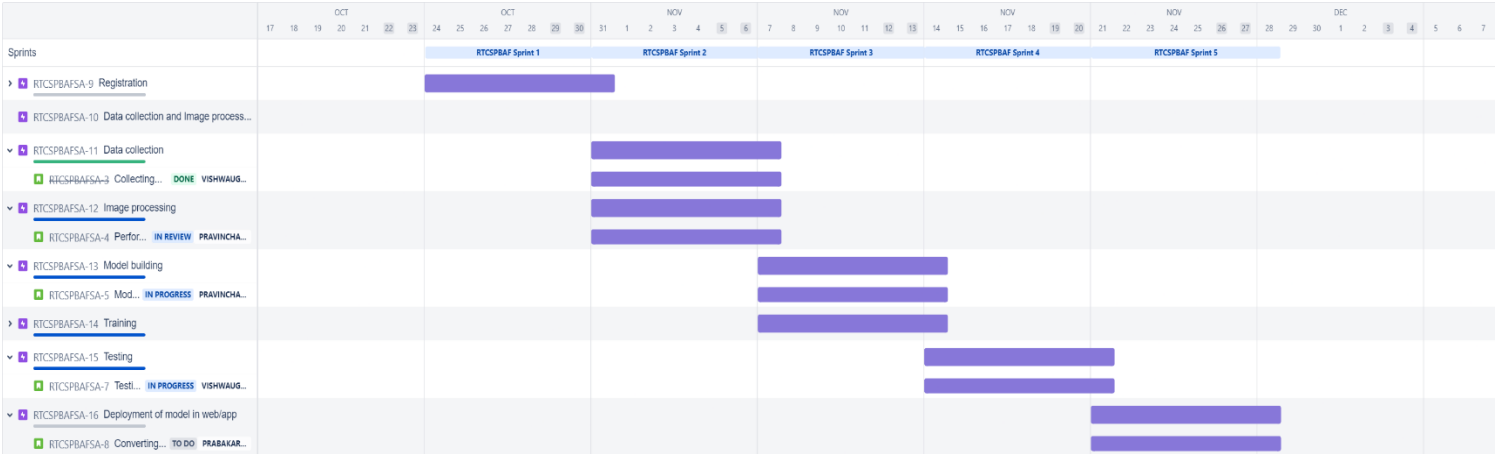 OCT OCT NOV NOV NOV NOV DEC
17 18 19 20 21 22 23 24 25 26 27 28 29 30 31 1 2 3 4 5 6 7 8 9 10 11 12 13 14 15 16 17 18 19 20 21 22 23 24 25 26 27 28 29 30 1 2 3 4 5 6 7
Sprints RTCSPBAF Sprint 1 RTCSPBAF Sprint 2 RTCSPBAF Sprint 3 RTCSPBAF Sprint 4 RTCSPBAF Sprint 5
RTCSPBAFSA-9 Registration
RTCSPBAFSA-10 Data collection and Image process...
RTCSPBAFSA-11 Data collection
RTCSPBAFSA-3 Collecting... DONE VISHWAUG...
RTCSPBAFSA-12 Image processing
RTCSPBAFSA-4 Perfor... IN REVIEW PRAVINCHA...
RTCSPBAFSA-13 Model building
RTCSPBAFSA-5 Mod... IN PROGRESS PRAVINCHA...
RTCSPBAFSA-14 Training
RTCSPBAFSA-15 Testing
RTCSPBAFSA-7 Testi... IN PROGRESS VISHWAUG...
RTCSPBAFSA-16 Deployment of model in web/app
RTCSPBAFSA-8 Converting... TO DO PRABAKAR...